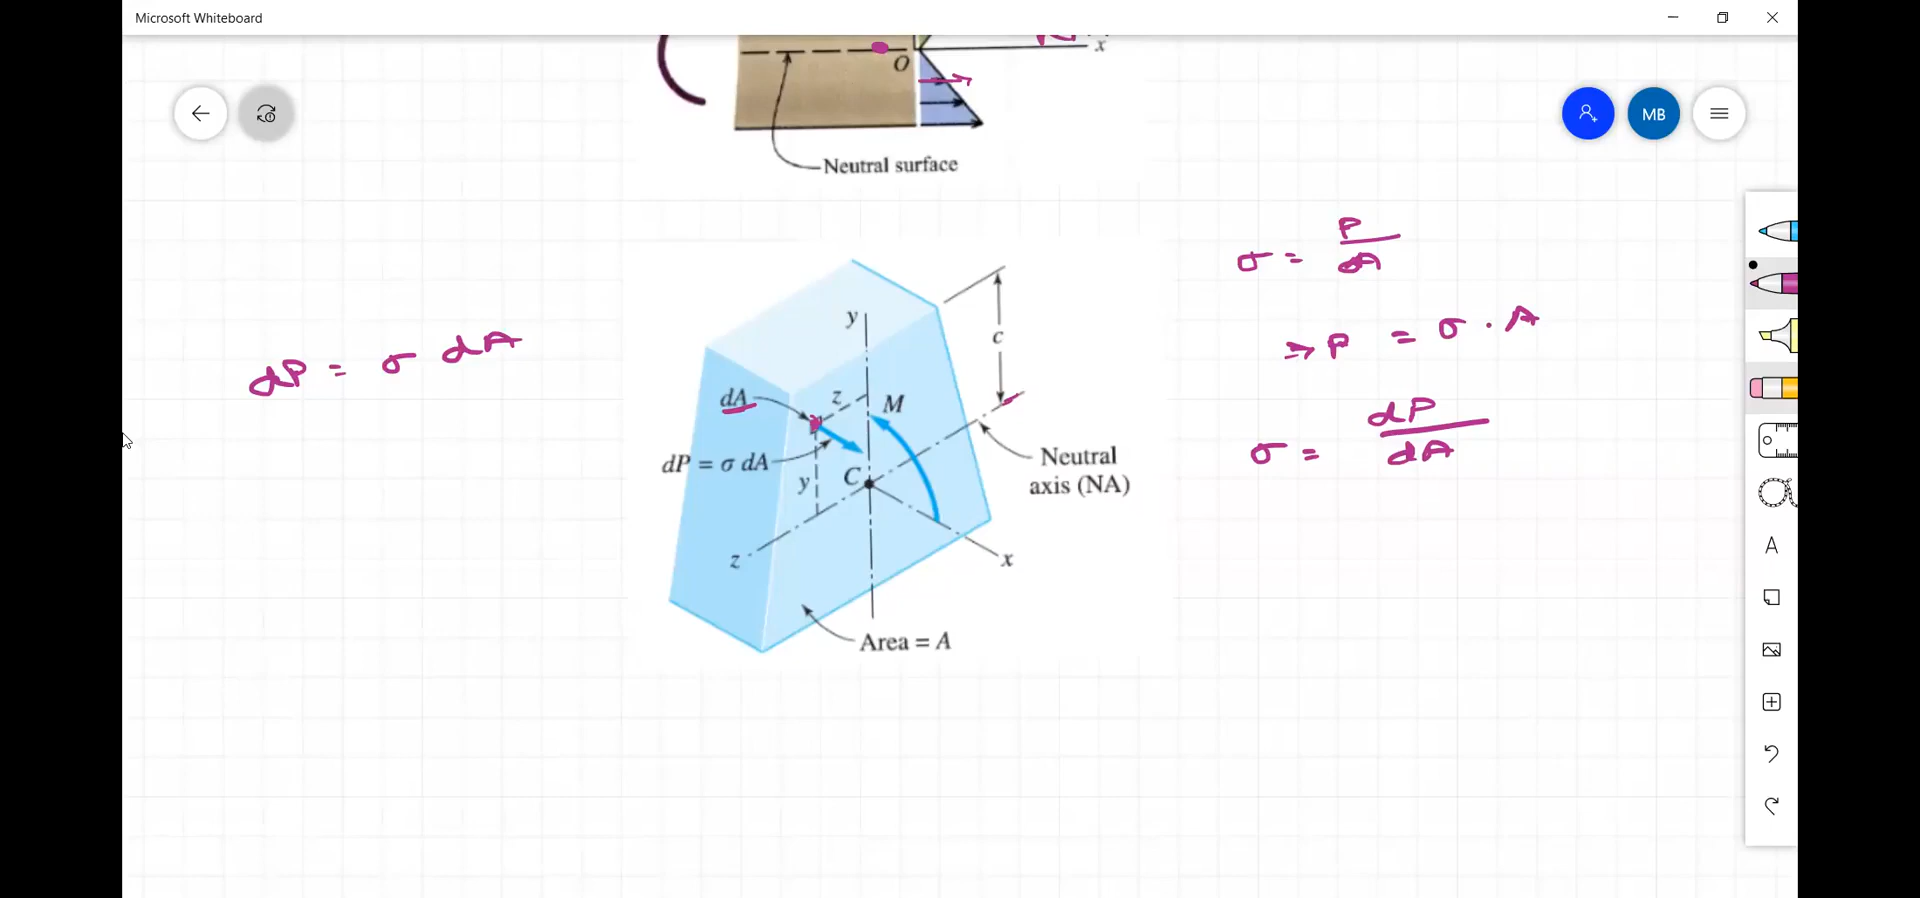 Microsoft Whiteboard
x
O
Neutral surface
MB
σ = P / dA
⇒ P = σ · A
σ = dP / dA
dP = σ dA
y
c
dA
z
M
dP = σ dA
y
C
Neutral
axis (NA)
z
x
Area = A
A